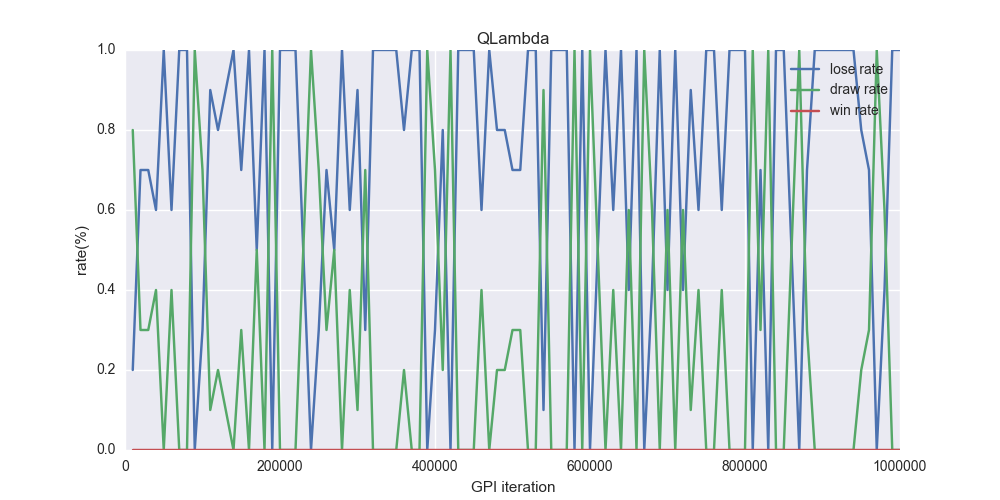 QLambda
1.0
0.8
0.6
0.4
0.2
0.0
rate(%)
lose rate
draw rate
win rate
0 200000 400000 600000 800000 1000000
GPI iteration